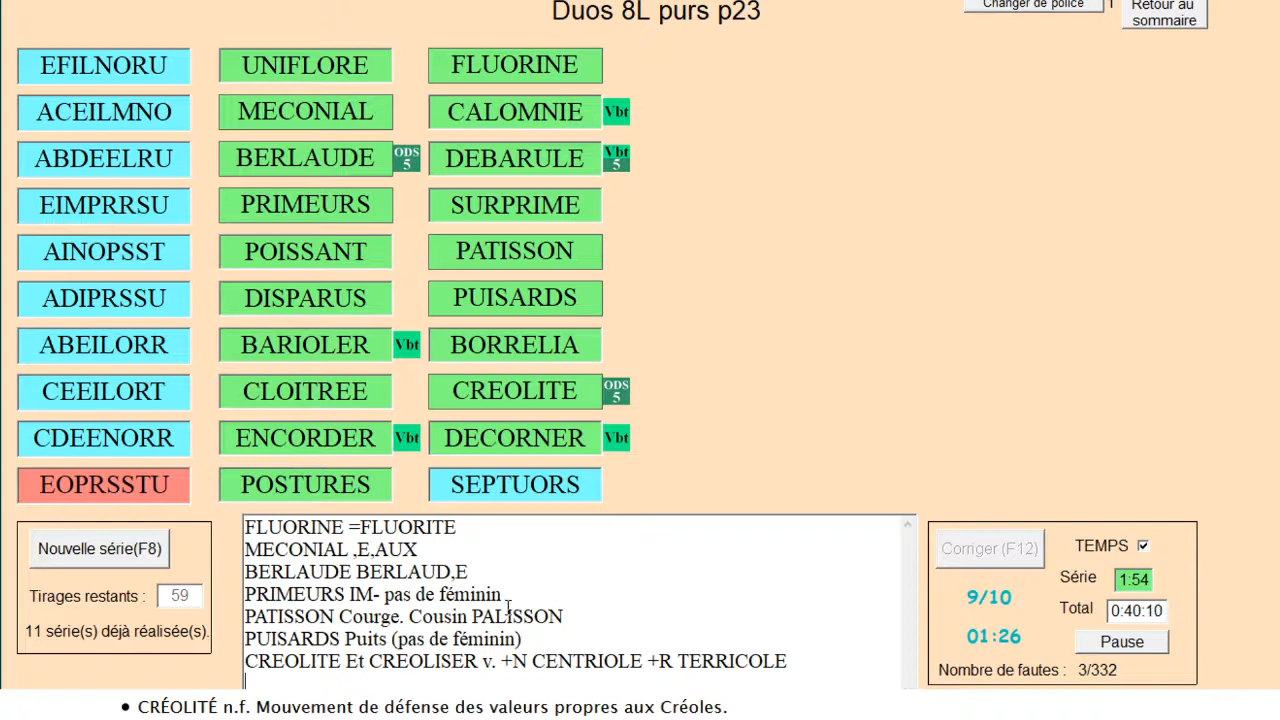 Duos 8L purs p23
Changer de police
1
Retour au
sommaire
EFILNORU UNIFLORE FLUORINE
ACEILMNO MECONIAL CALOMNIE Vbt
ABDEELRU BERLAUDE ODS 5 DEBARULE Vbt 5
EIMPRRSU PRIMEURS SURPRIME
AINOPSST POISSANT PATISSON
ADIPRSSU DISPARUS PUISARDS
ABEILORR BARIOLER Vbt BORRELIA
CEEILORT CLOITREE CREOLITE ODS 5
CDEENORR ENCORDER Vbt DECORNER Vbt
EOPRSSTU POSTURES SEPTUORS
Nouvelle série(F8)
Tirages restants : 59
11 série(s) déjà réalisée(s).
FLUORINE =FLUORITE
MECONIAL ,E,AUX
BERLAUDE BERLAUD,E
PRIMEURS IM- pas de féminin
PATISSON Courge. Cousin PALISSON
PUISARDS Puits (pas de féminin)
CREOLITE Et CREOLISER v. +N CENTRIOLE +R TERRICOLE
Corriger (F12)
TEMPS
Série 1:54
9/10
Total 0:40:10
01:26
Pause
Nombre de fautes : 3/332
• CRÉOLITÉ n.f. Mouvement de défense des valeurs propres aux Créoles.